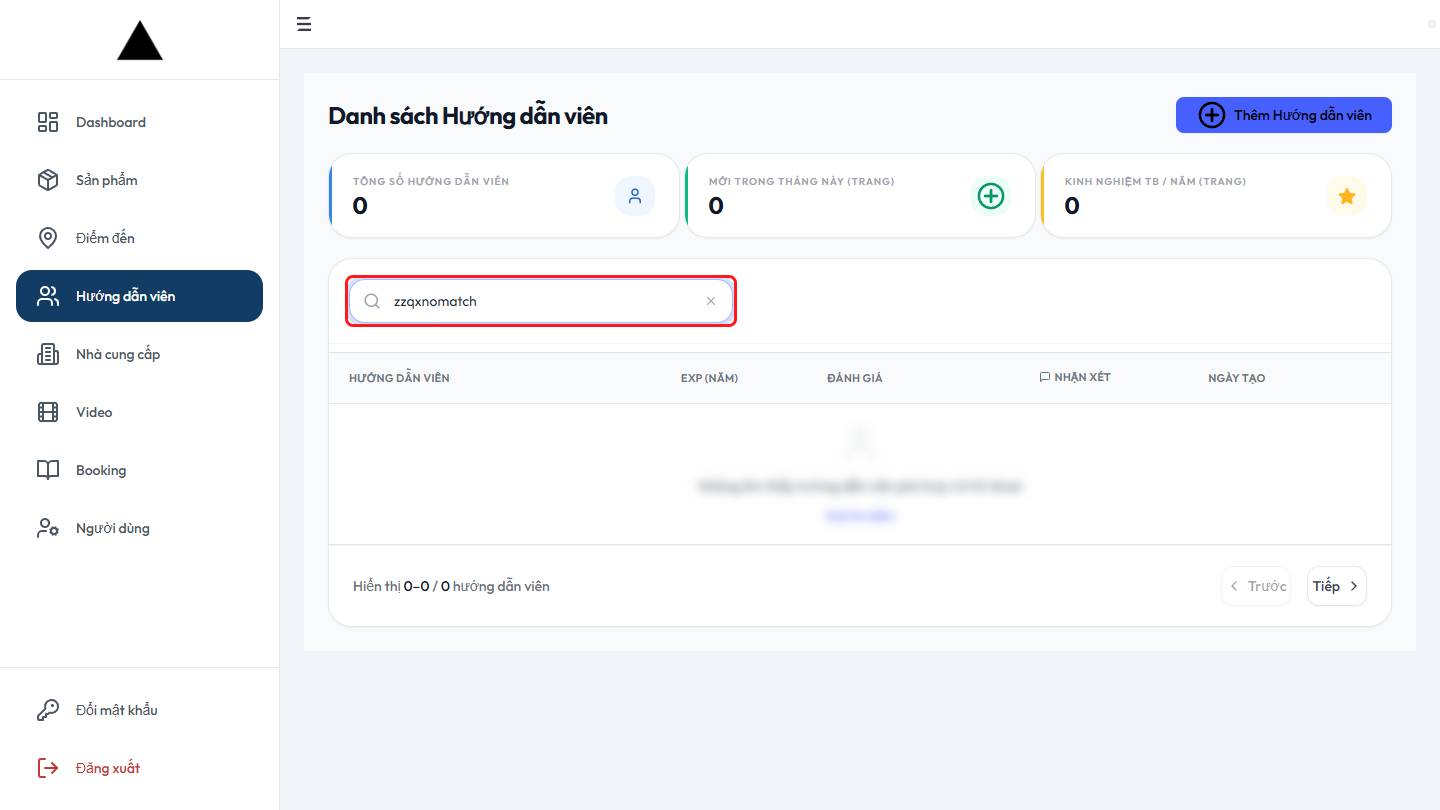 Dashboard
Sản phẩm
Điểm đến
Hướng dẫn viên
Nhà cung cấp
Video
Booking
Người dùng
Đổi mật khẩu
Đăng xuất
Danh sách Hướng dẫn viên
Thêm Hướng dẫn viên
TỔNG SỐ HƯỚNG DẪN VIÊN
0
MỚI TRONG THÁNG NÀY (TRANG)
0
KINH NGHIỆM TB / NĂM (TRANG)
0
zzqxnomatch
HƯỚNG DẪN VIÊN EXP (NĂM) ĐÁNH GIÁ NHẬN XÉT NGÀY TẠO
Hiển thị 0–0 / 0 hướng dẫn viên
Trước Tiếp